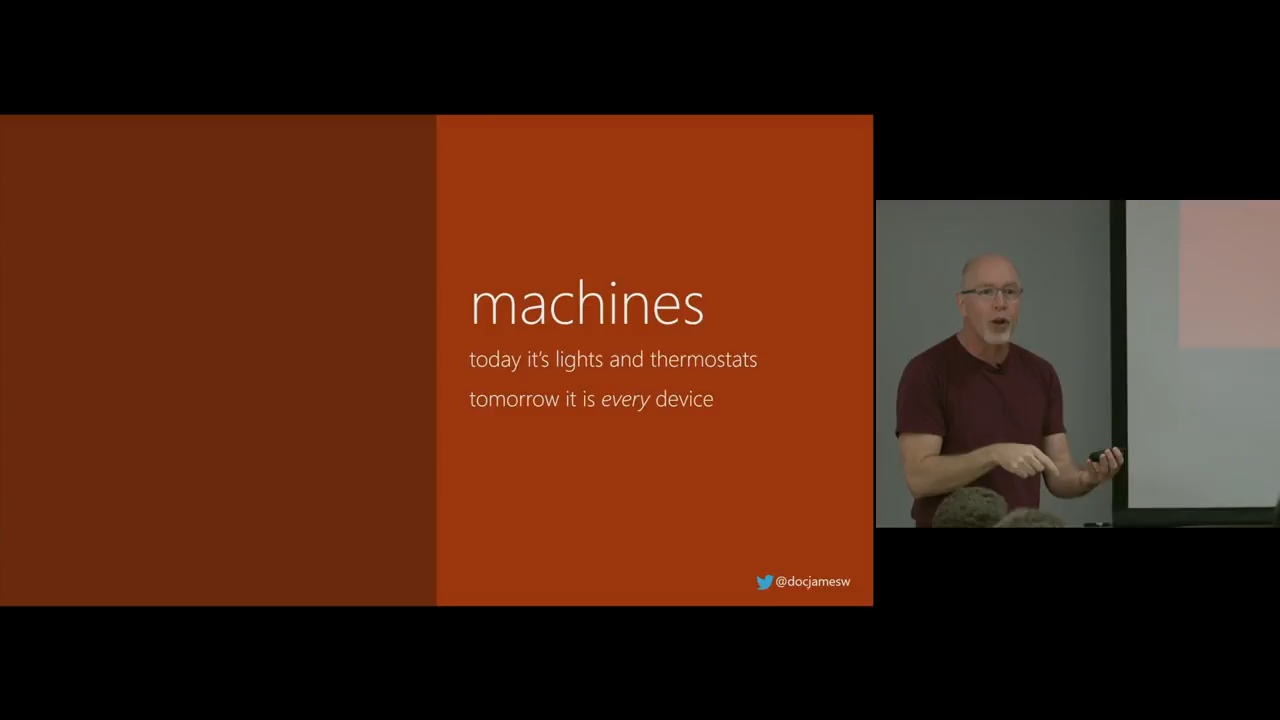 machines
today it's lights and thermostats
tomorrow it is every device
@docjamesw